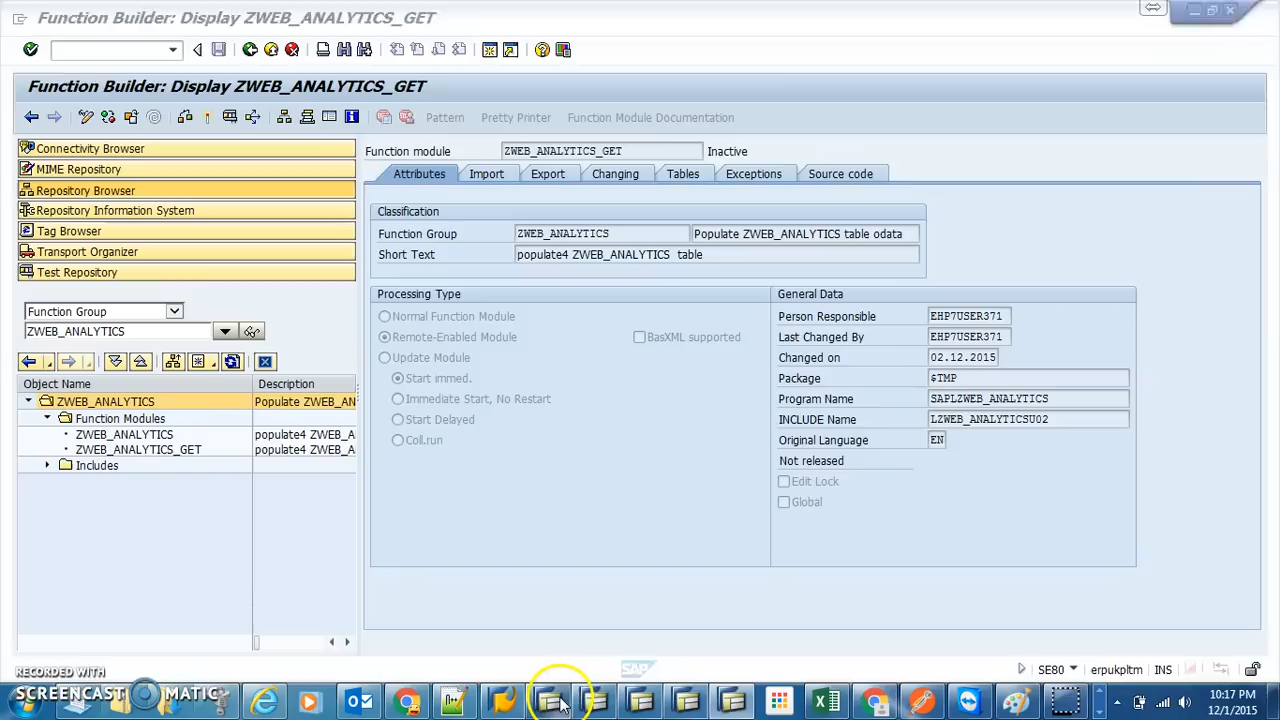 Function Builder: Display ZWEB_ANALYTICS_GET
Function Builder: Display ZWEB_ANALYTICS_GET
Pattern Pretty Printer Function Module Documentation
Connectivity Browser
MIME Repository
Repository Browser
Repository Information System
Tag Browser
Transport Organizer
Test Repository
Function Group
ZWEB_ANALYTICS
Object Name Description
ZWEB_ANALYTICS Populate ZWEB_AN
Function Modules
ZWEB_ANALYTICS populate4 ZWEB_A
ZWEB_ANALYTICS_GET populate4 ZWEB_A
Includes
Function module ZWEB_ANALYTICS_GET Inactive
Attributes Import Export Changing Tables Exceptions Source code
Classification
Function Group ZWEB_ANALYTICS Populate ZWEB_ANALYTICS table odata
Short Text populate4 ZWEB_ANALYTICS table
Processing Type
Normal Function Module
Remote-Enabled Module BasXML supported
Update Module
Start immed.
Immediate Start, No Restart
Start Delayed
Coll.run
General Data
Person Responsible EHP7USER371
Last Changed By EHP7USER371
Changed on 02.12.2015
Package $TMP
Program Name SAPLZWEB_ANALYTICS
INCLUDE Name LZWEB_ANALYTICSU02
Original Language EN
Not released
Edit Lock
Global
SAP
SE80 erpukpltm INS
RECORDED WITH
SCREENCAST MATIC
10:17 PM
12/1/2015